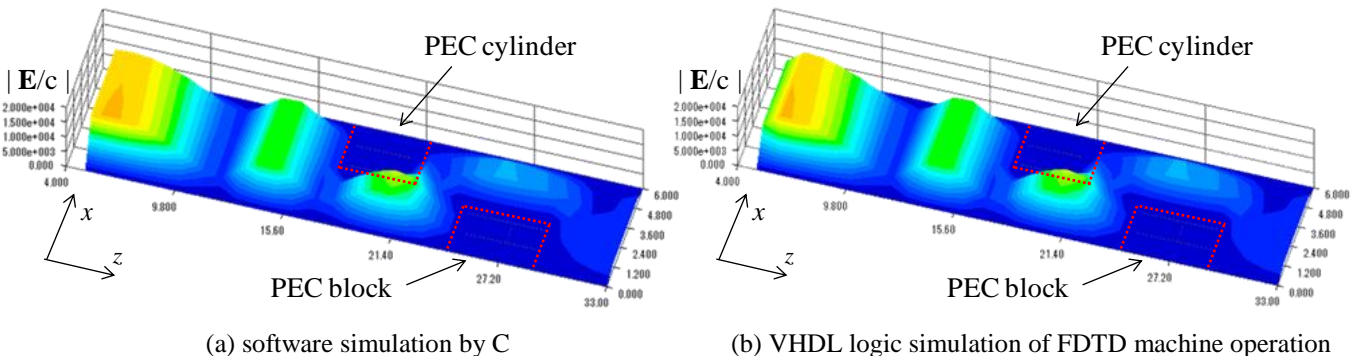 PEC cylinder
| E/c |
2.000e+004
1.500e+004
1.000e+004
5.000e+003
0.000
4.000
9.800
15.60
21.40
27.20
33.00
6.000
4.800
3.600
2.400
1.200
0.000
x
z
PEC block
(a) software simulation by C
PEC cylinder
| E/c |
2.000e+004
1.500e+004
1.000e+004
5.000e+003
0.000
4.000
9.800
15.60
21.40
27.20
33.00
6.000
4.800
3.600
2.400
1.200
0.000
x
z
PEC block
(b) VHDL logic simulation of FDTD machine operation